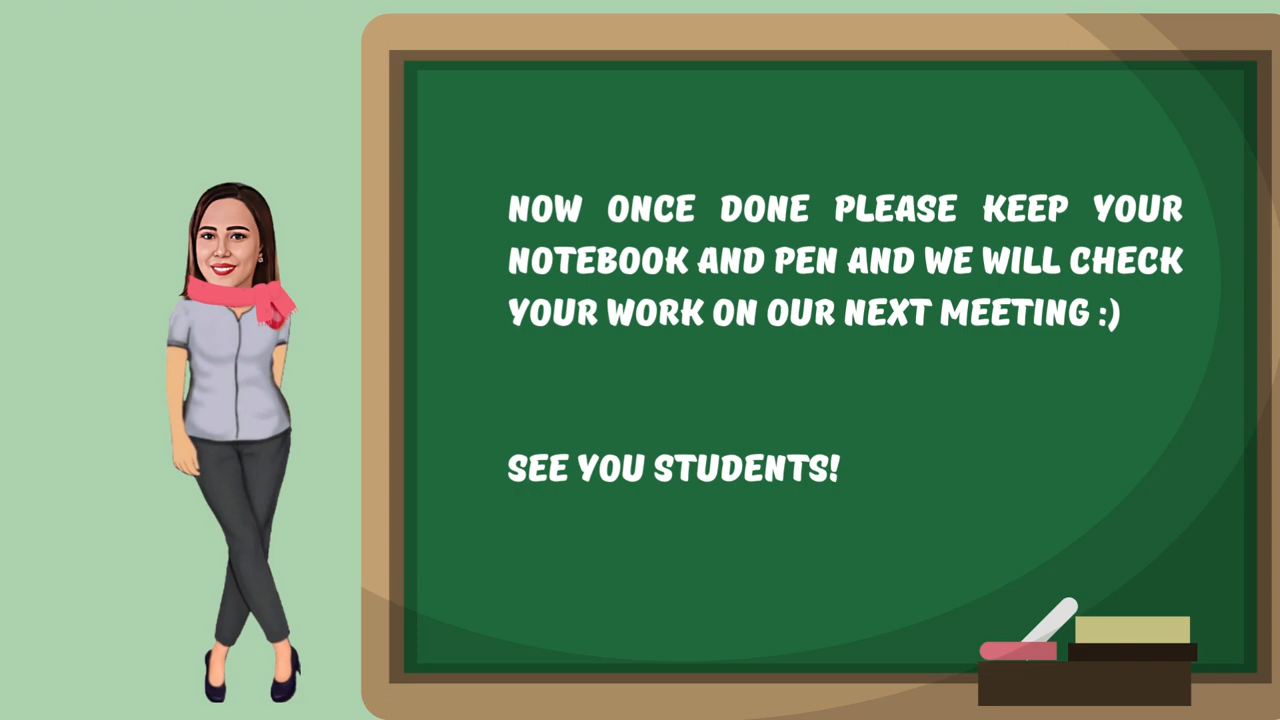 NOW ONCE DONE PLEASE KEEP YOUR
NOTEBOOK AND PEN AND WE WILL CHECK
YOUR WORK ON OUR NEXT MEETING :)
SEE YOU STUDENTS!